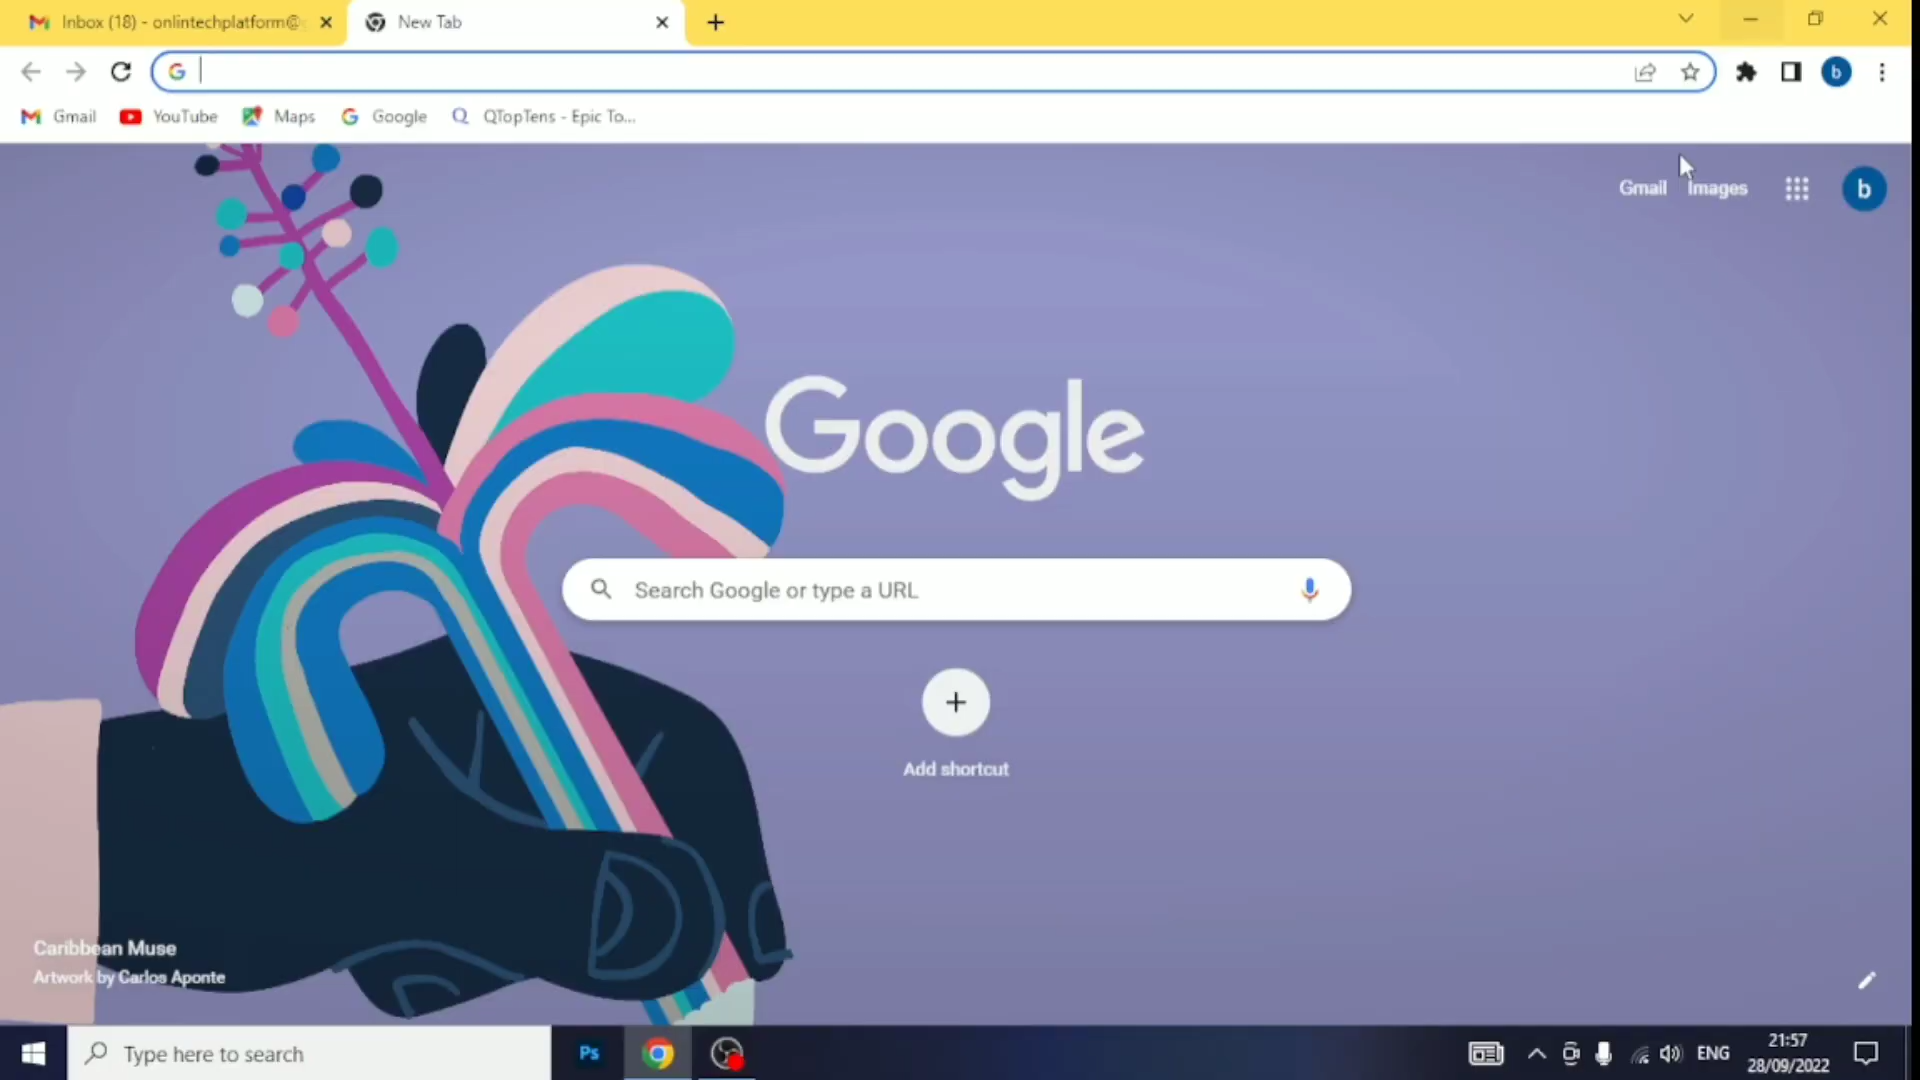 Inbox (18) - onlintechplatform@
New Tab
Gmail
YouTube
Maps
Google
QTopTens - Epic To...
b
Gmail
Images
b
Google
Search Google or type a URL
Add shortcut
Caribbean Muse
Artwork by Carlos Aponte
Type here to search
Ps
ENG
21:57
28/09/2022